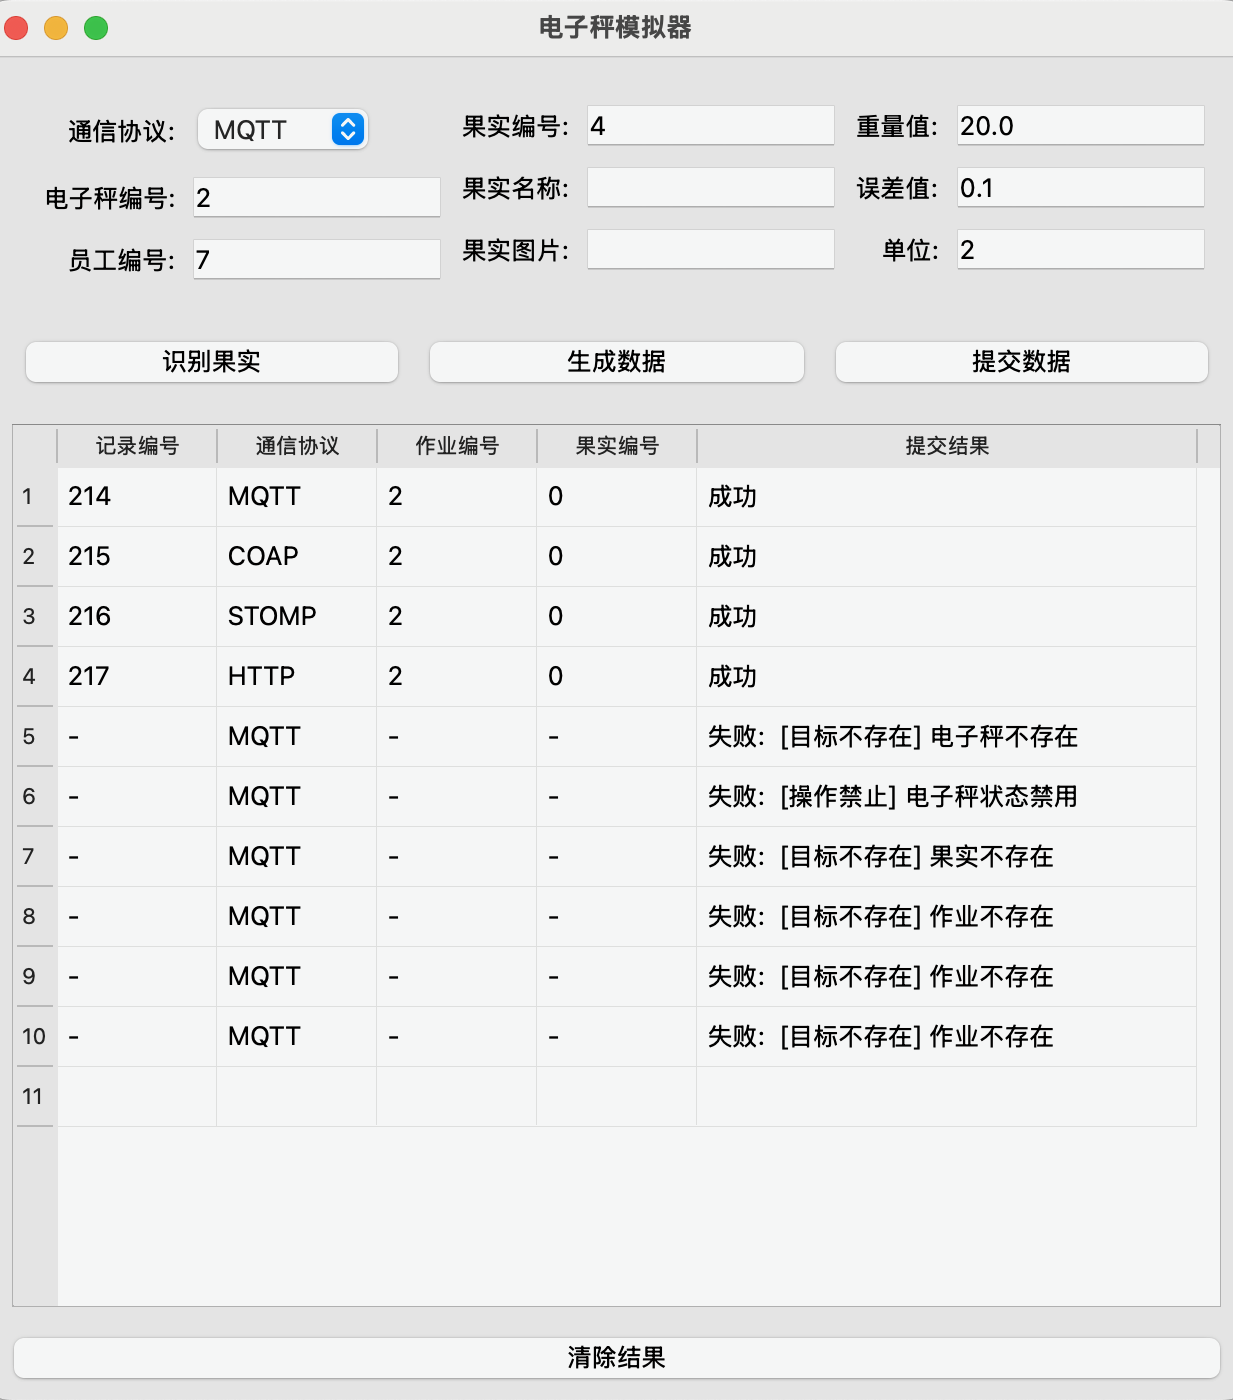 电子秤模拟器
通信协议: MQTT
果实编号: 4
重量值: 20.0
电子秤编号: 2
果实名称:
误差值: 0.1
员工编号: 7
果实图片:
单位: 2
识别果实
生成数据
提交数据
记录编号 通信协议 作业编号 果实编号 提交结果
1 214 MQTT 2 0 成功
2 215 COAP 2 0 成功
3 216 STOMP 2 0 成功
4 217 HTTP 2 0 成功
5 - MQTT - - 失败: [目标不存在] 电子秤不存在
6 - MQTT - - 失败: [操作禁止] 电子秤状态禁用
7 - MQTT - - 失败: [目标不存在] 果实不存在
8 - MQTT - - 失败: [目标不存在] 作业不存在
9 - MQTT - - 失败: [目标不存在] 作业不存在
10 - MQTT - - 失败: [目标不存在] 作业不存在
11
清除结果